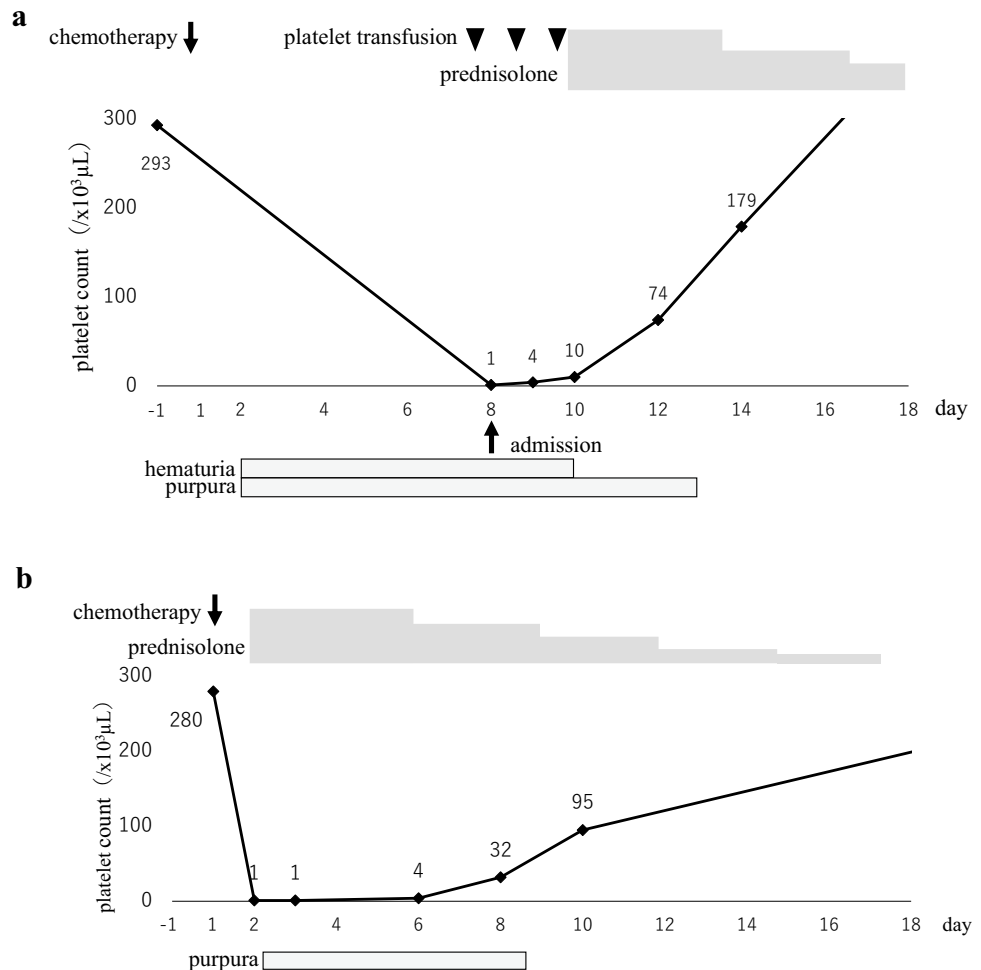 a
chemotherapy
platelet transfusion
prednisolone
platelet count（/x10³μL）
300
293
200
179
100
74
1 4 10
0
-1 1 2 4 6 8 10 12 14 16 18 day
admission
hematuria
purpura
b
chemotherapy
prednisolone
platelet count（/x10³μL）
300
280
200
100
95
32
1 1 4
0
-1 1 2 4 6 8 10 12 14 16 18 day
purpura